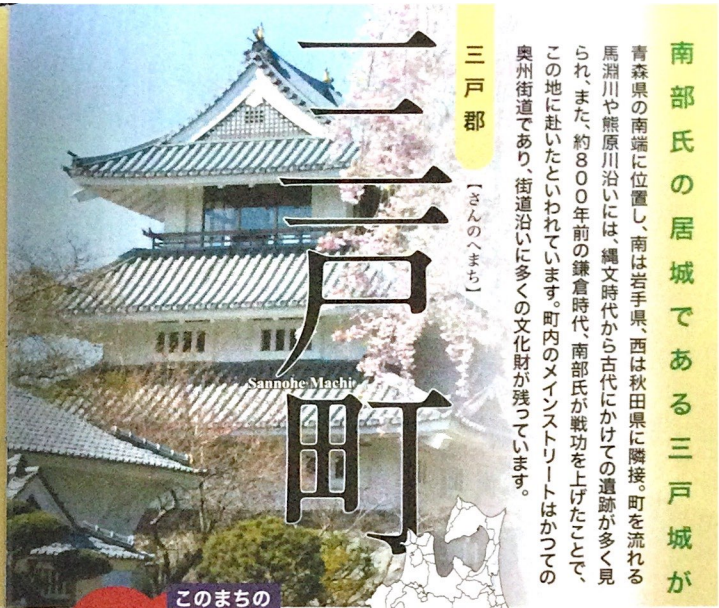 南部氏の居城である三戸城が
青森県の南端に位置し、南は岩手県、西は秋田県に隣接。町を流れる
馬淵川や熊原川沿いには、縄文時代から古代にかけての遺跡が多く見
られ、また、約800年前の鎌倉時代、南部氏が戦功を上げたことで、
この地に赴いたといわれています。町内のメインストリートはかつての
奥州街道であり、街道沿いに多くの文化財が残っています。
三戸郡
三戸町
【さんのへまち】
Sannohe Machi
このまちの